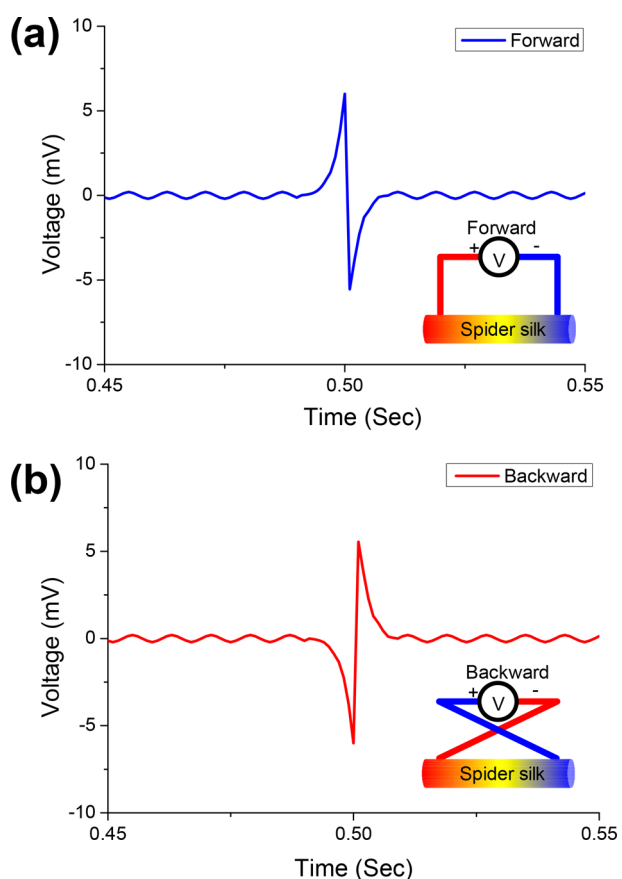 (a)
Forward
10
5
0
-5
-10
Voltage (mV)
Forward
+ V -
Spider silk
0.45 0.50 0.55
Time (Sec)
(b)
Backward
10
5
0
-5
-10
Voltage (mV)
Backward
+ V -
Spider silk
0.45 0.50 0.55
Time (Sec)